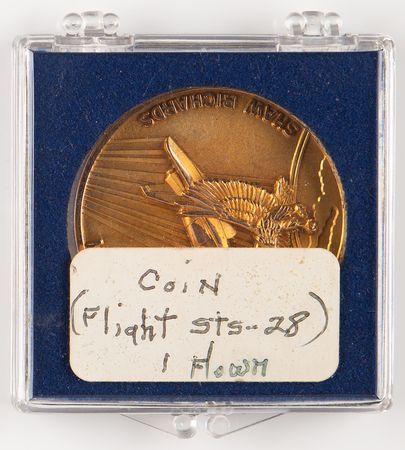 SHAW RICHARDS
COIN
(Flight STS-28)
1 Flown